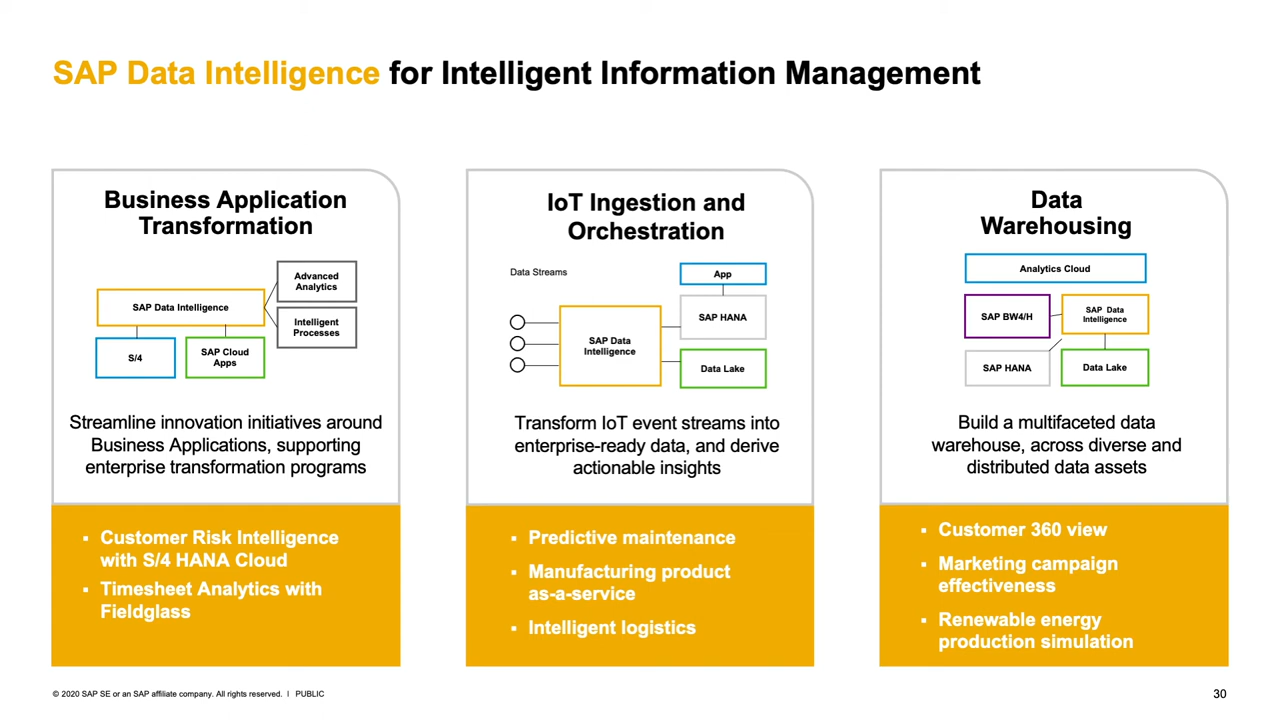 SAP Data Intelligence for Intelligent Information Management
Business Application
Transformation
Advanced
Analytics
SAP Data Intelligence
Intelligent
Processes
S/4
SAP Cloud
Apps
Streamline innovation initiatives around
Business Applications, supporting
enterprise transformation programs
▪ Customer Risk Intelligence
with S/4 HANA Cloud
▪ Timesheet Analytics with
Fieldglass
IoT Ingestion and
Orchestration
Data Streams
App
SAP HANA
SAP Data
Intelligence
Data Lake
Transform IoT event streams into
enterprise-ready data, and derive
actionable insights
▪ Predictive maintenance
▪ Manufacturing product
as-a-service
▪ Intelligent logistics
Data
Warehousing
Analytics Cloud
SAP BW4/H
SAP Data
Intelligence
SAP HANA
Data Lake
Build a multifaceted data
warehouse, across diverse and
distributed data assets
▪ Customer 360 view
▪ Marketing campaign
effectiveness
▪ Renewable energy
production simulation
© 2020 SAP SE or an SAP affiliate company. All rights reserved. ǀ PUBLIC
30